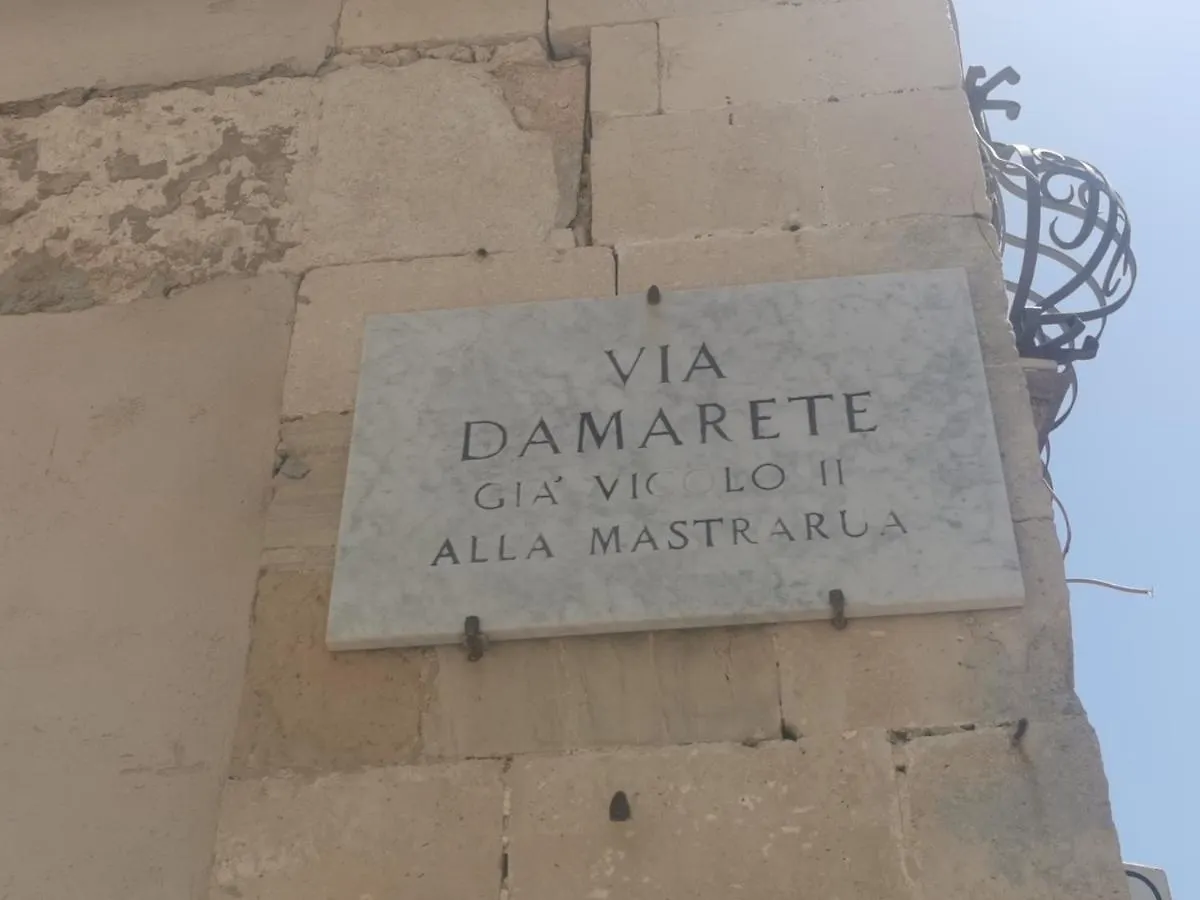 VIA
DAMARETE
GIA' VICOLO II
ALLA MASTRARUA